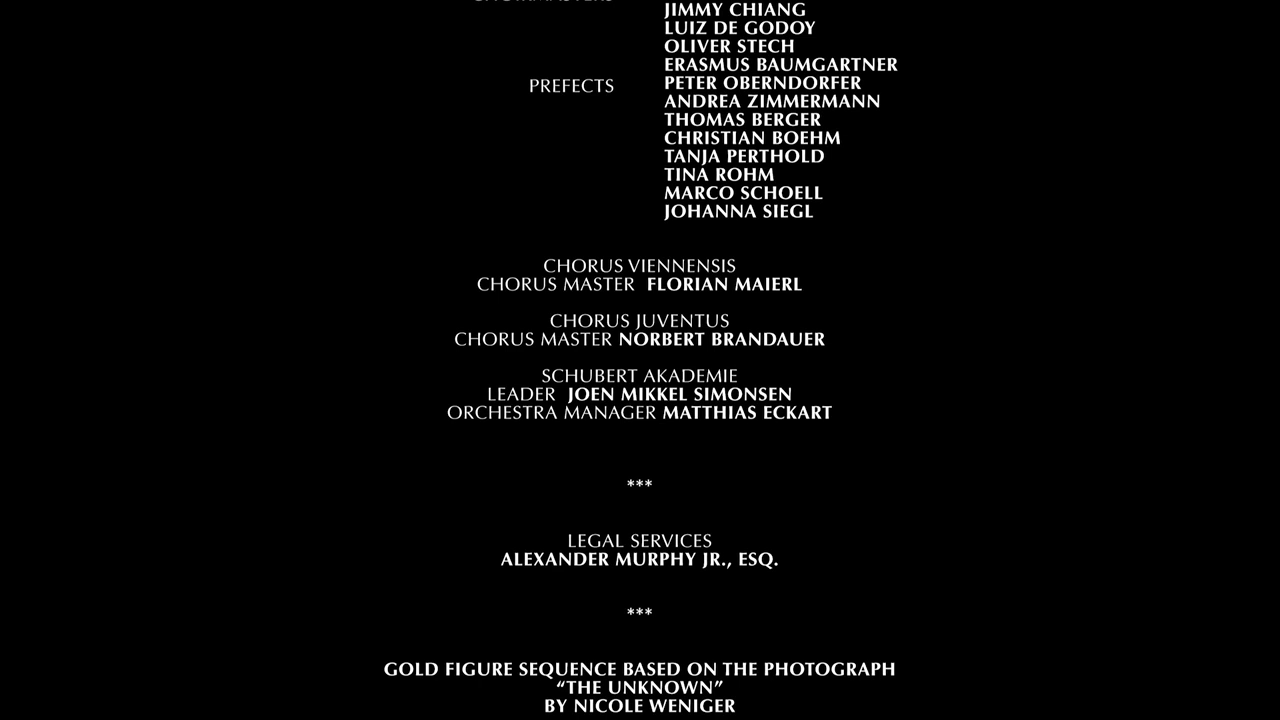 JIMMY CHIANG
LUIZ DE GODOY
OLIVER STECH
ERASMUS BAUMGARTNER
PREFECTS PETER OBERNDORFER
ANDREA ZIMMERMANN
THOMAS BERGER
CHRISTIAN BOEHM
TANJA PERTHOLD
TINA ROHM
MARCO SCHOELL
JOHANNA SIEGL
CHORUS VIENNENSIS
CHORUS MASTER FLORIAN MAIERL
CHORUS JUVENTUS
CHORUS MASTER NORBERT BRANDAUER
SCHUBERT AKADEMIE
LEADER JOEN MIKKEL SIMONSEN
ORCHESTRA MANAGER MATTHIAS ECKART
***
LEGAL SERVICES
ALEXANDER MURPHY JR., ESQ.
***
GOLD FIGURE SEQUENCE BASED ON THE PHOTOGRAPH
“THE UNKNOWN”
BY NICOLE WENIGER